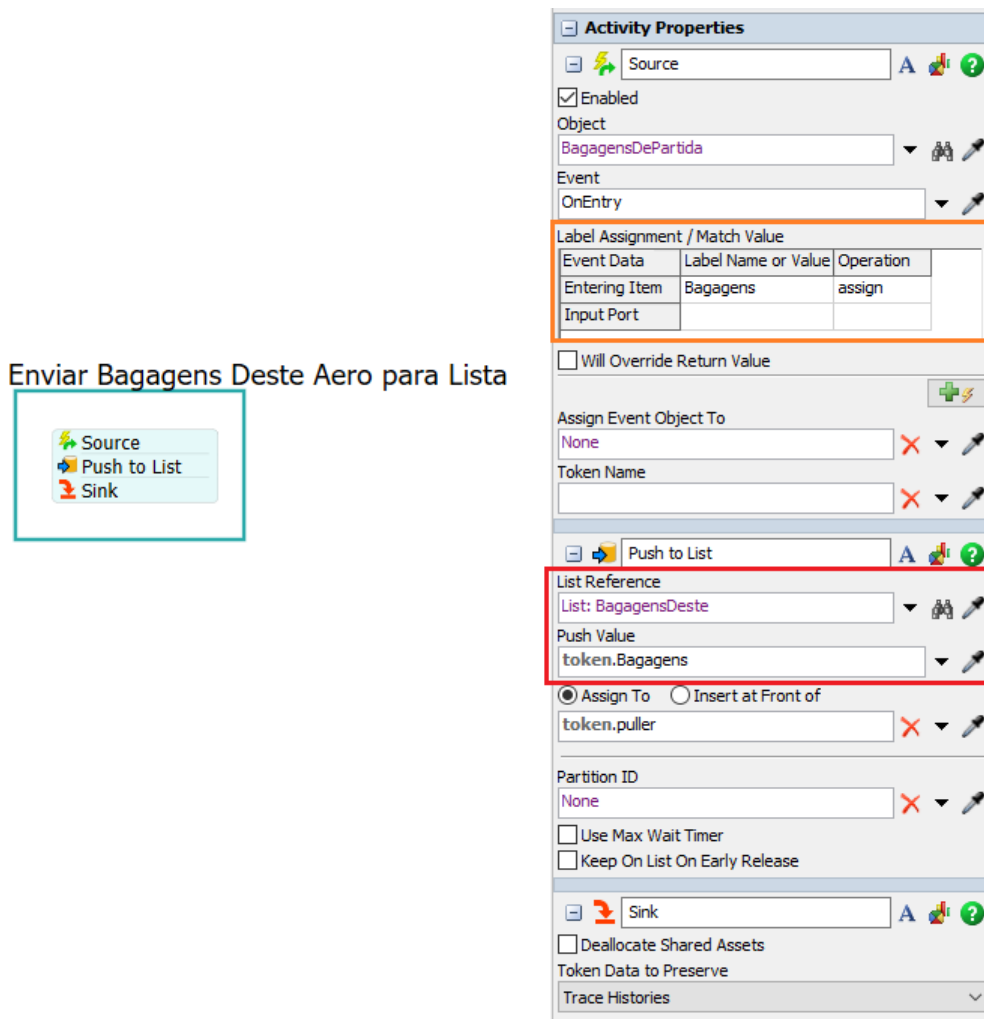 Enviar Bagagens Deste Aero para Lista
Source
Push to List
Sink
Activity Properties
Source
A
?
Enabled
Object
BagagensDePartida
Event
OnEntry
Label Assignment / Match Value
Event Data Label Name or Value Operation
Entering Item Bagagens assign
Input Port
Will Override Return Value
Assign Event Object To
None
Token Name
Push to List
A
?
List Reference
List: BagagensDeste
Push Value
token.Bagagens
Assign To Insert at Front of
token.puller
Partition ID
None
Use Max Wait Timer
Keep On List On Early Release
Sink
A
?
Deallocate Shared Assets
Token Data to Preserve
Trace Histories